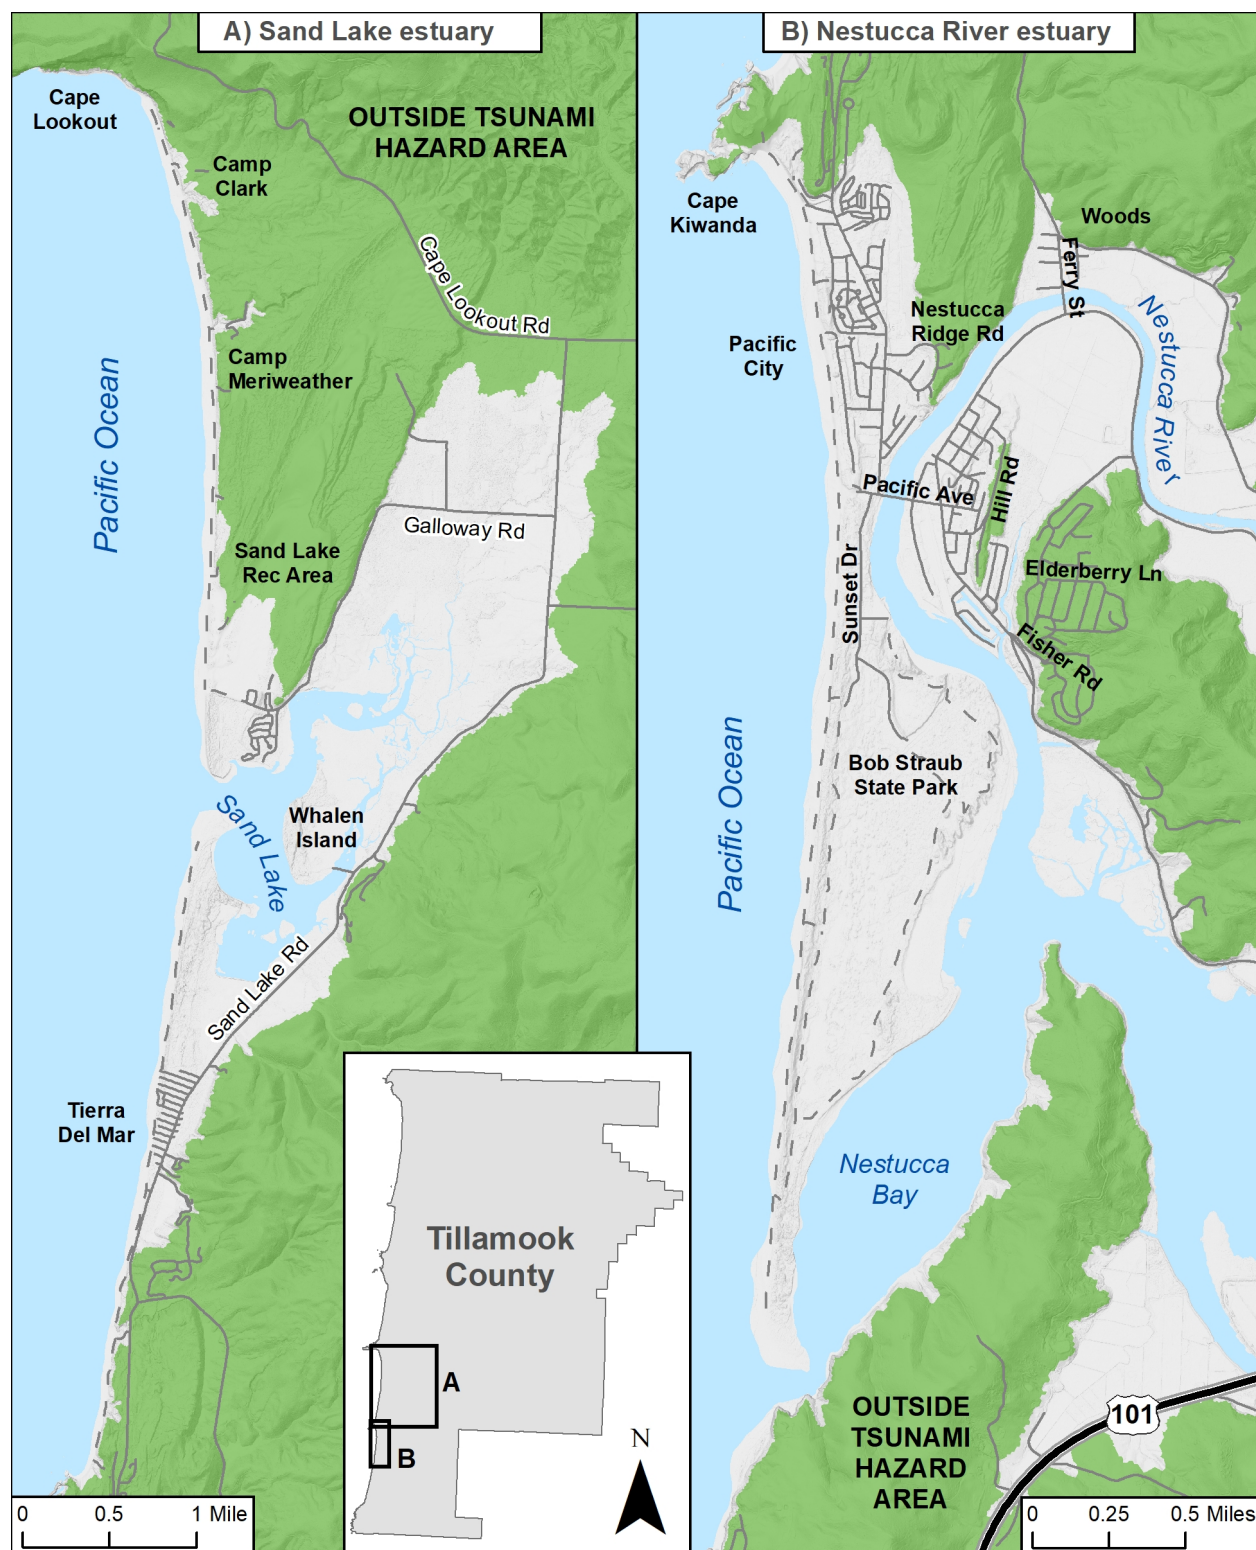 A) Sand Lake estuary
Cape
Lookout
OUTSIDE TSUNAMI
HAZARD AREA
Camp
Clark
Cape Lookout Rd
Camp
Meriweather
Pacific Ocean
Galloway Rd
Sand Lake
Rec Area
Whalen
Island
Sand Lake
Sand Lake Rd
Tierra
Del Mar
0 0.5 1 Mile
B) Nestucca River estuary
Cape
Kiwanda
Woods
Ferry St
Nestucca
Ridge Rd
Nestucca River
Pacific
City
Pacific Ave
Hill Rd
Sunset Dr
Elderberry Ln
Fisher Rd
Pacific Ocean
Bob Straub
State Park
Nestucca
Bay
OUTSIDE
TSUNAMI
HAZARD
AREA
101
0 0.25 0.5 Miles
Tillamook
County
A
B
N